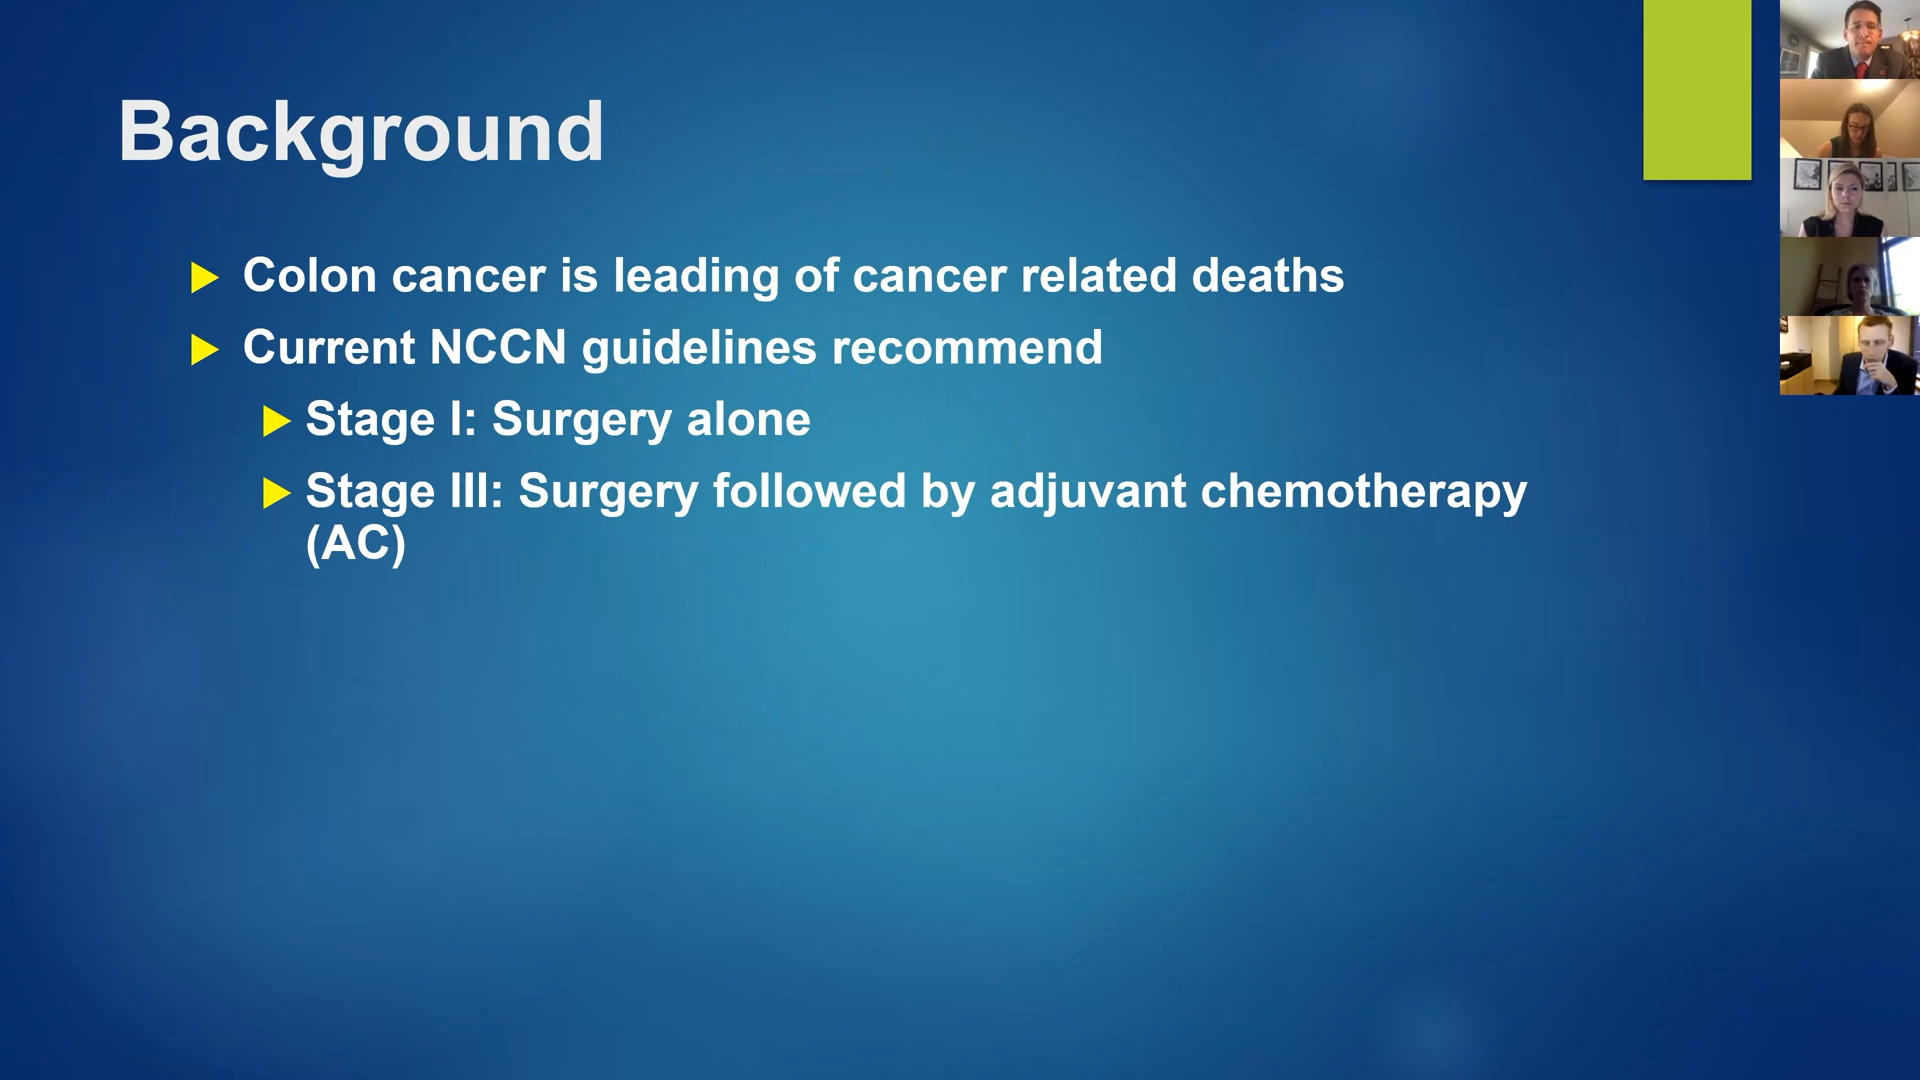 Background
Colon cancer is leading of cancer related deaths
Current NCCN guidelines recommend
Stage I: Surgery alone
Stage III: Surgery followed by adjuvant chemotherapy
(AC)